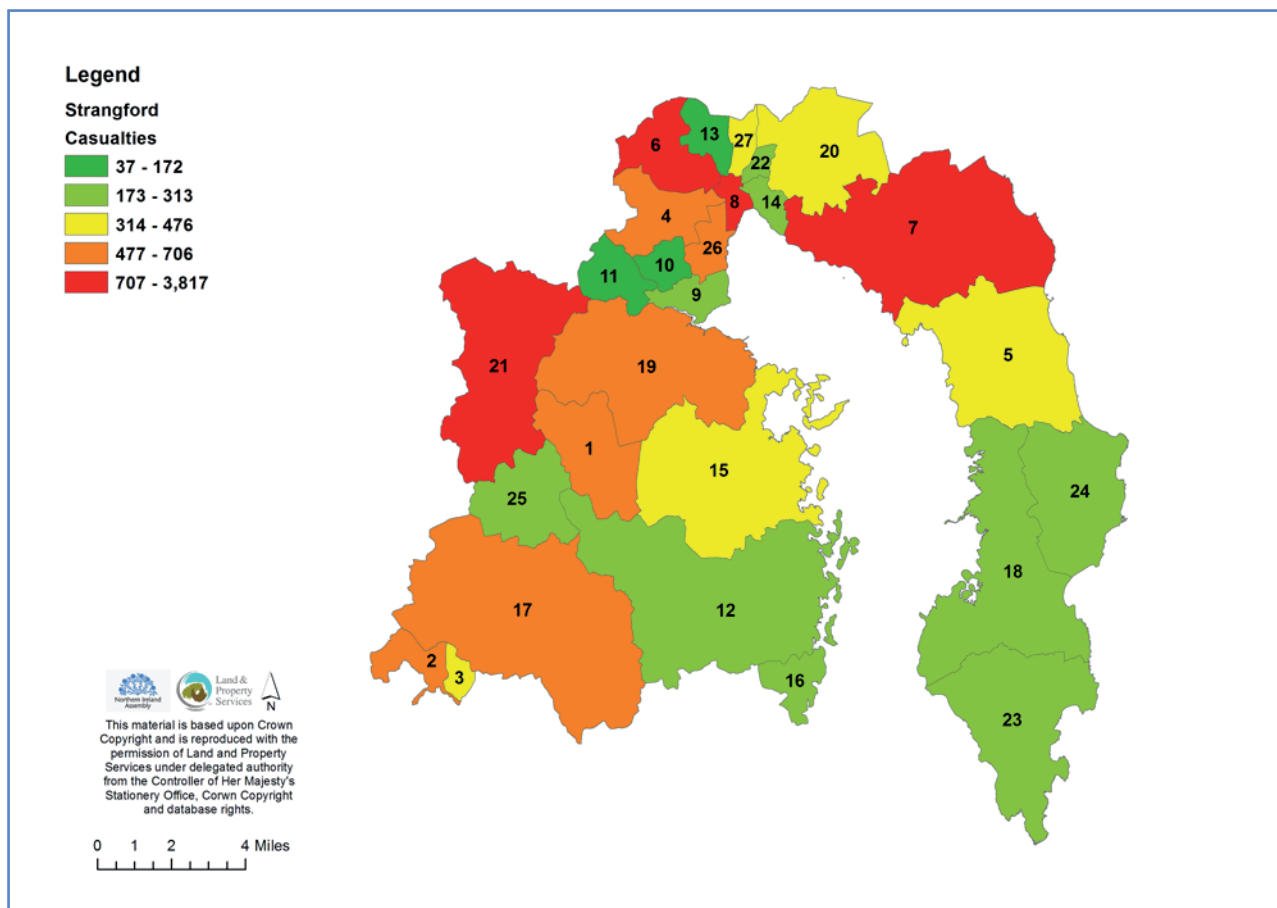 Legend
Strangford
Casualties
37 - 172
173 - 313
314 - 476
477 - 706
707 - 3,817
6
13
27
20
22
14
8
7
4
26
10
11
9
5
21
19
1
15
25
24
18
12
17
2
3
16
23
Northern Ireland
Assembly
Land &
Property
Services
N
This material is based upon Crown
Copyright and is reproduced with the
permission of Land and Property
Services under delegated authority
from the Controller of Her Majesty's
Stationery Office, Corwn Copyright
and database rights.
0 1 2 4 Miles